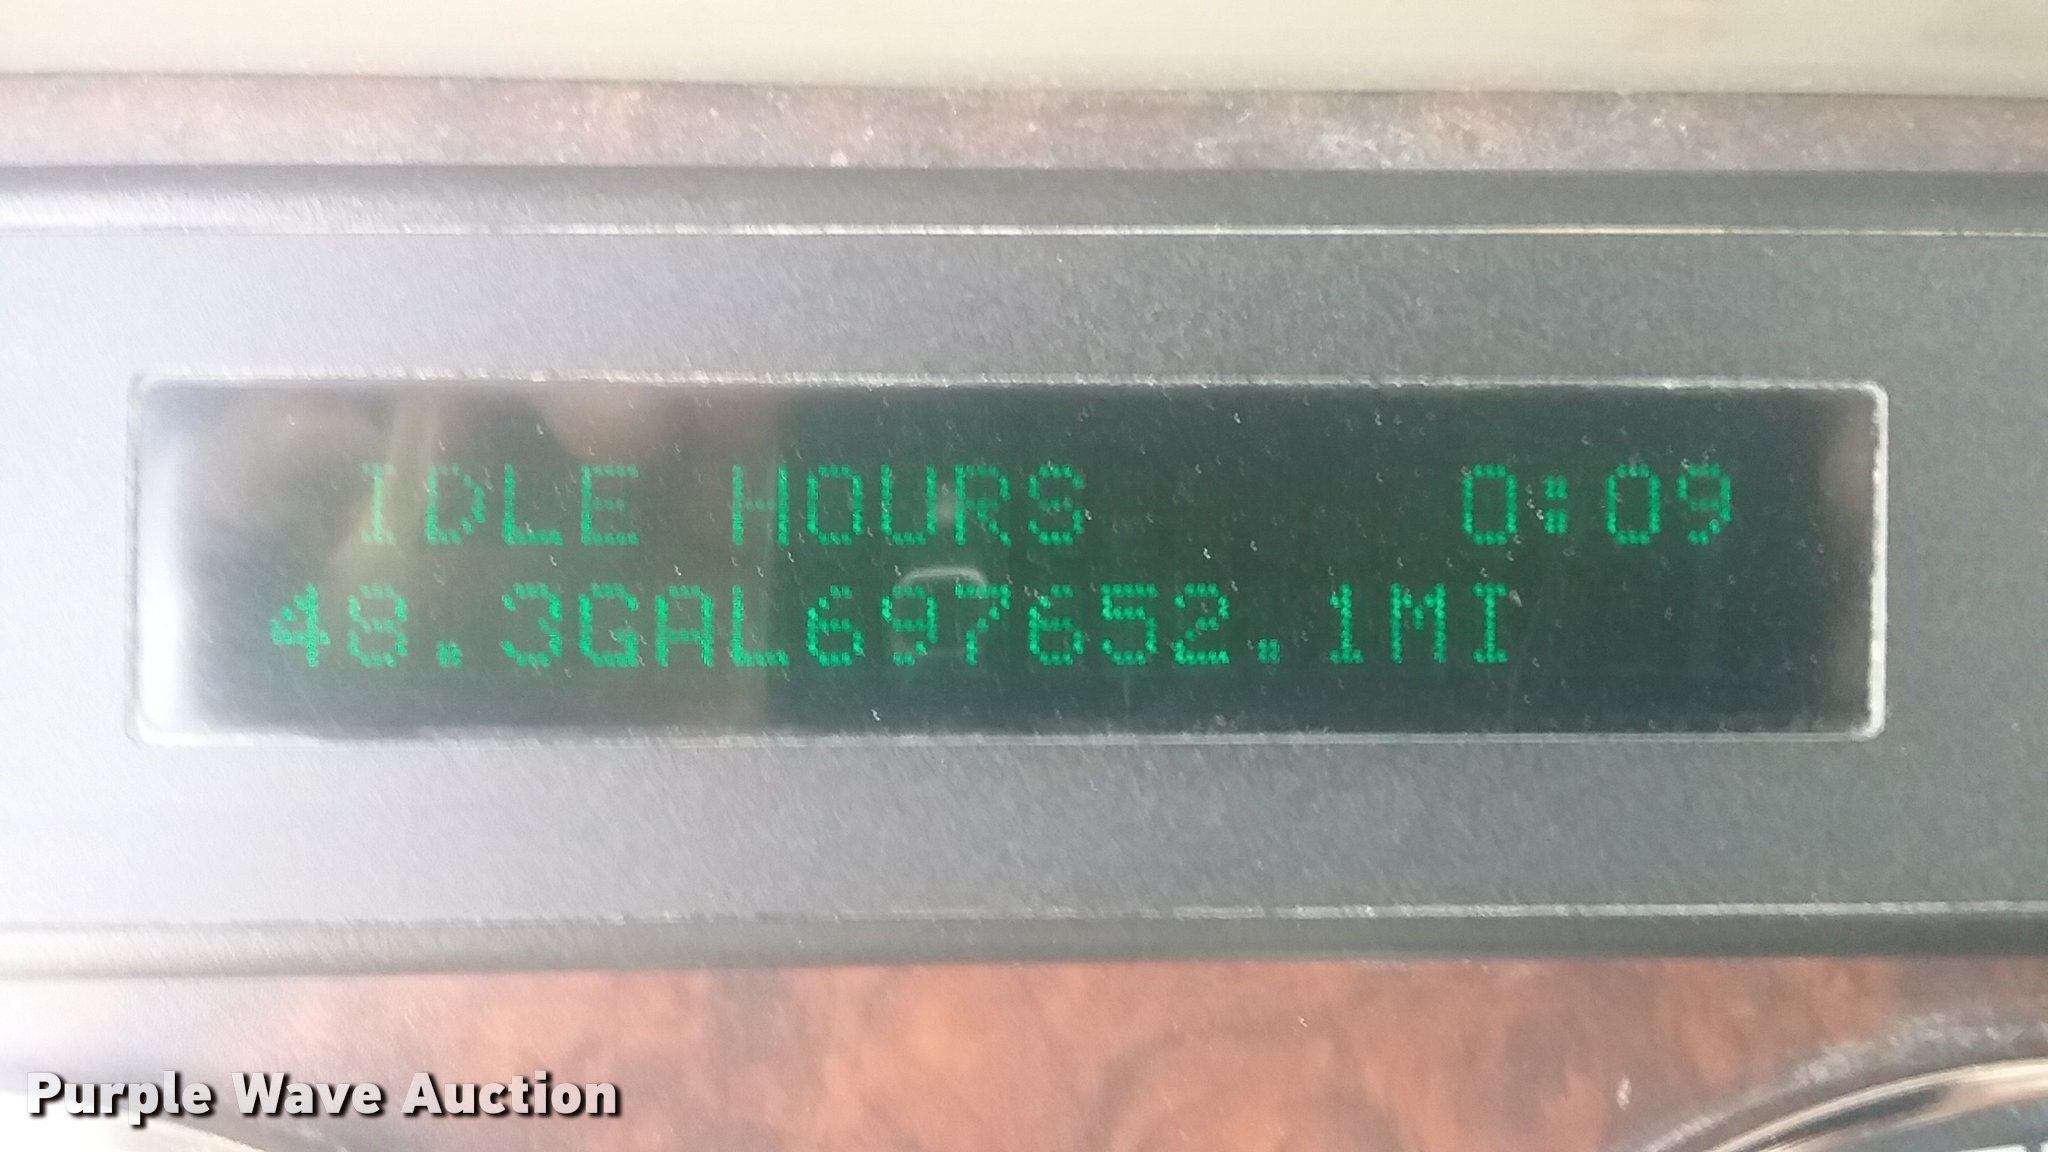 IDLE HOURS 0:09
48.3GAL697652.1MI
Purple Wave Auction